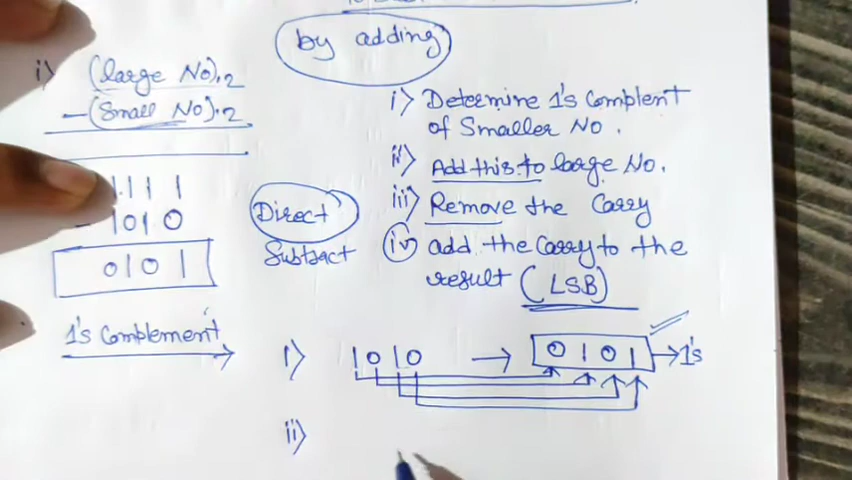 by adding
i) (large No).2
- (Small No).2
1111
- 1010
0101
Direct
Subtract
i) Determine 1's Complent
of Smaller No.
ii) Add this to large No.
iii) Remove the Carry
iv) add the carry to the
result (LSB)
1's Complement →
i) 1010 → 0101 → 1's
ii)